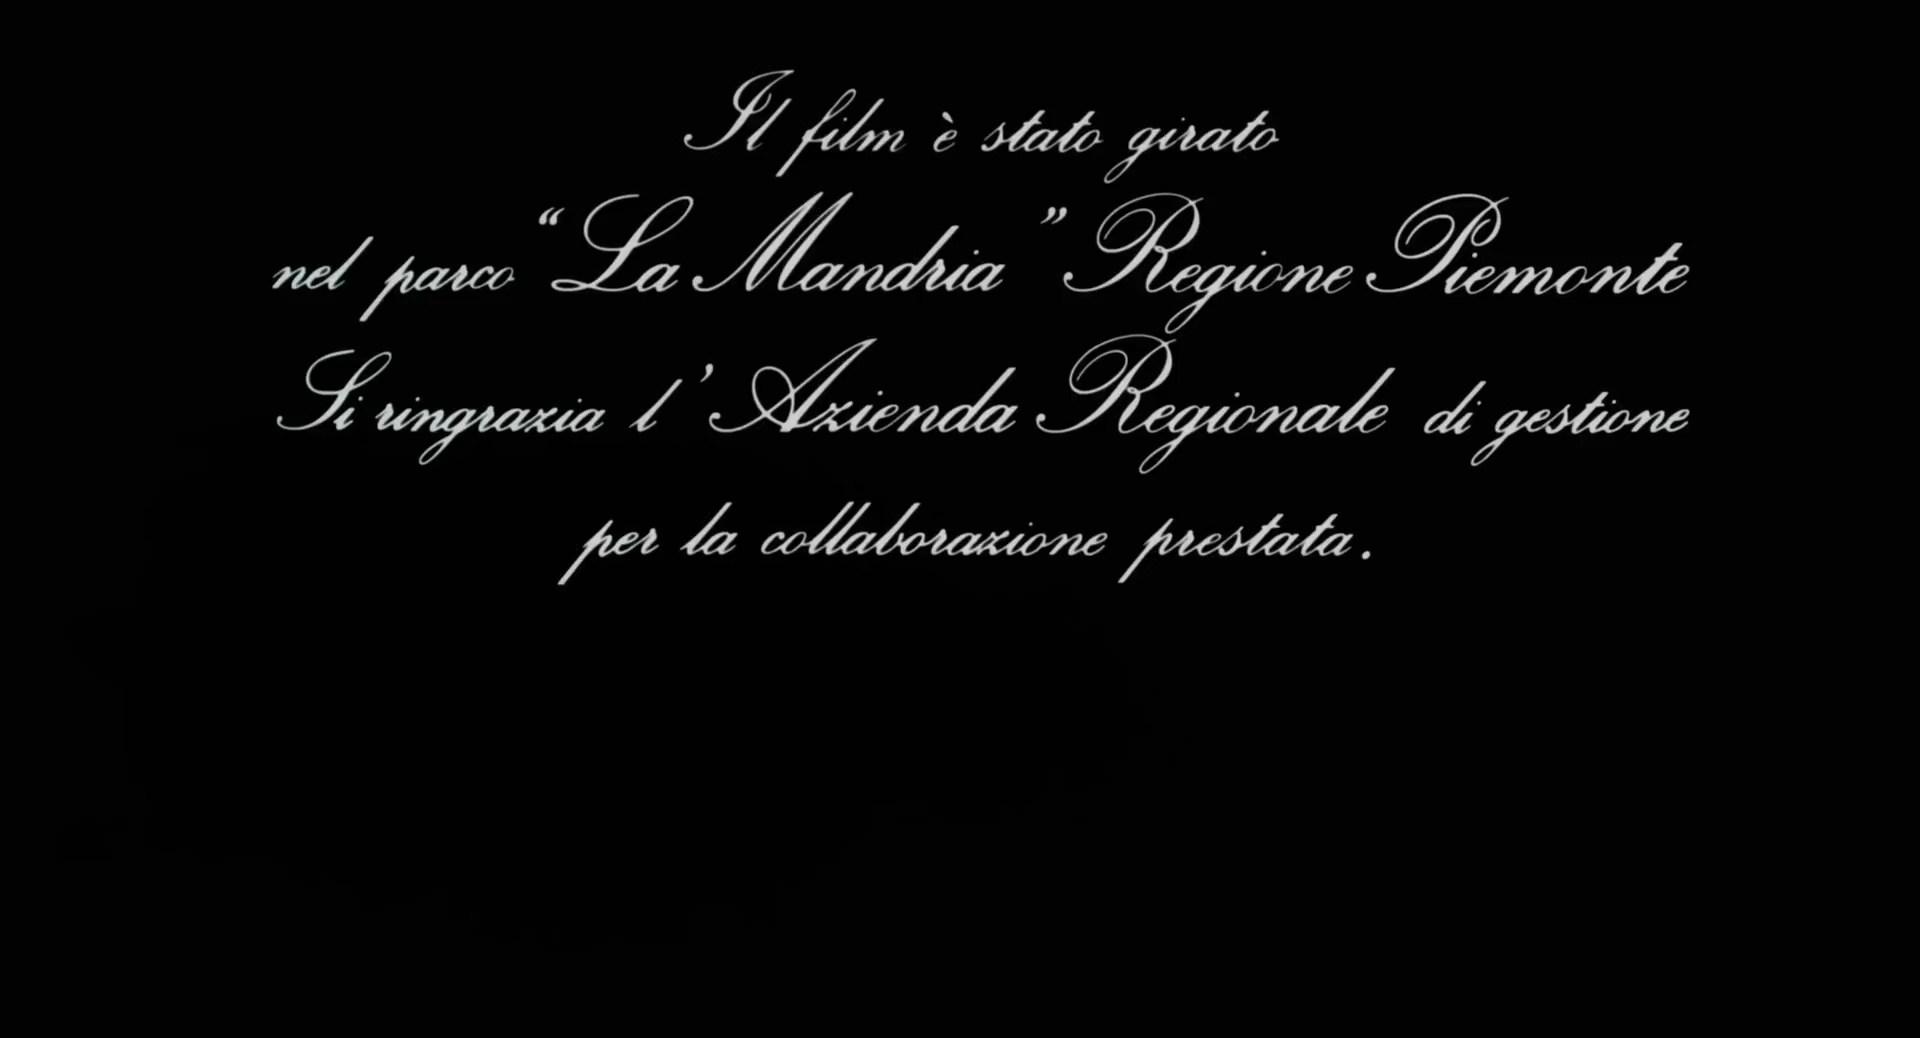 Il film è stato girato
nel parco “La Mandria” Regione Piemonte
Si ringrazia l’Azienda Regionale di gestione
per la collaborazione prestata.